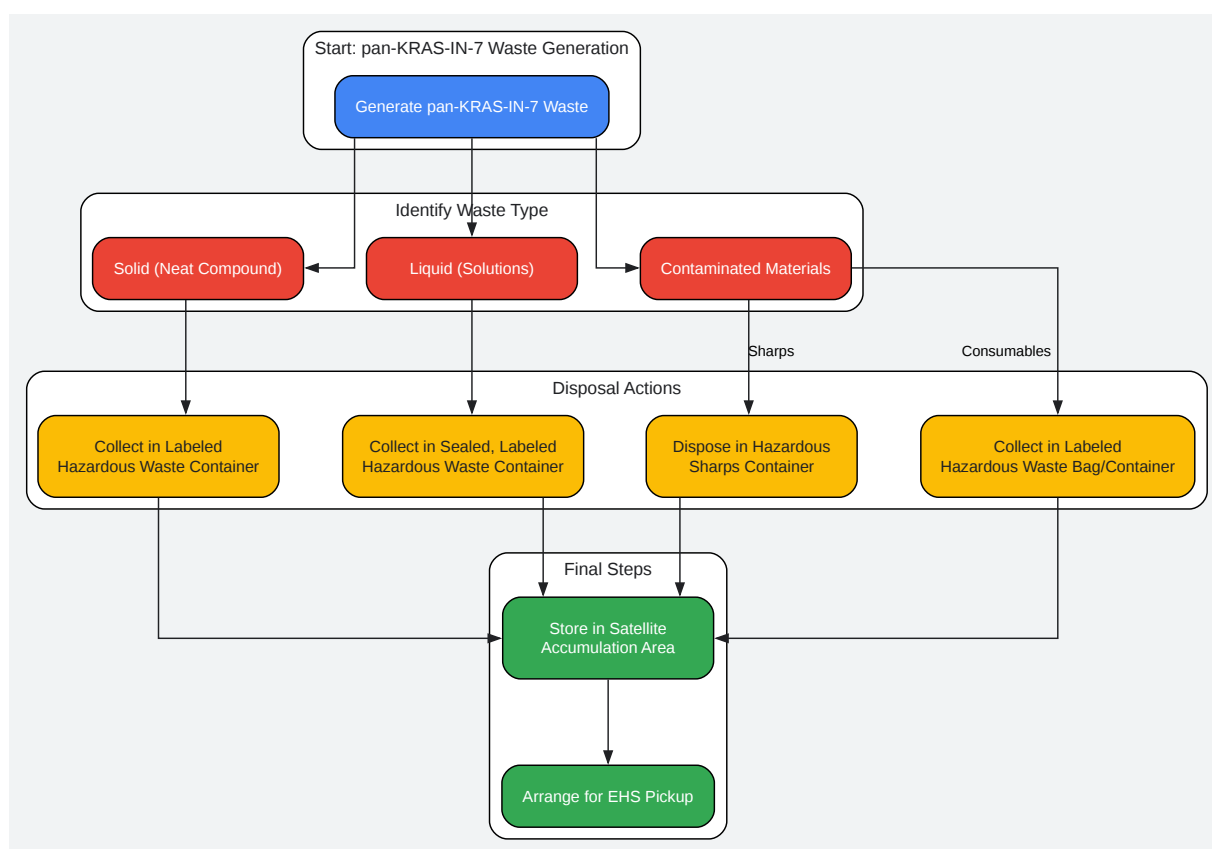 Start: pan-KRAS-IN-7 Waste Generation
Generate pan-KRAS-IN-7 Waste
Identify Waste Type
Solid (Neat Compound)
Liquid (Solutions)
Contaminated Materials
Sharps
Consumables
Disposal Actions
Collect in Labeled
Hazardous Waste Container
Collect in Sealed, Labeled
Hazardous Waste Container
Dispose in Hazardous
Sharps Container
Collect in Labeled
Hazardous Waste Bag/Container
Final Steps
Store in Satellite
Accumulation Area
Arrange for EHS Pickup